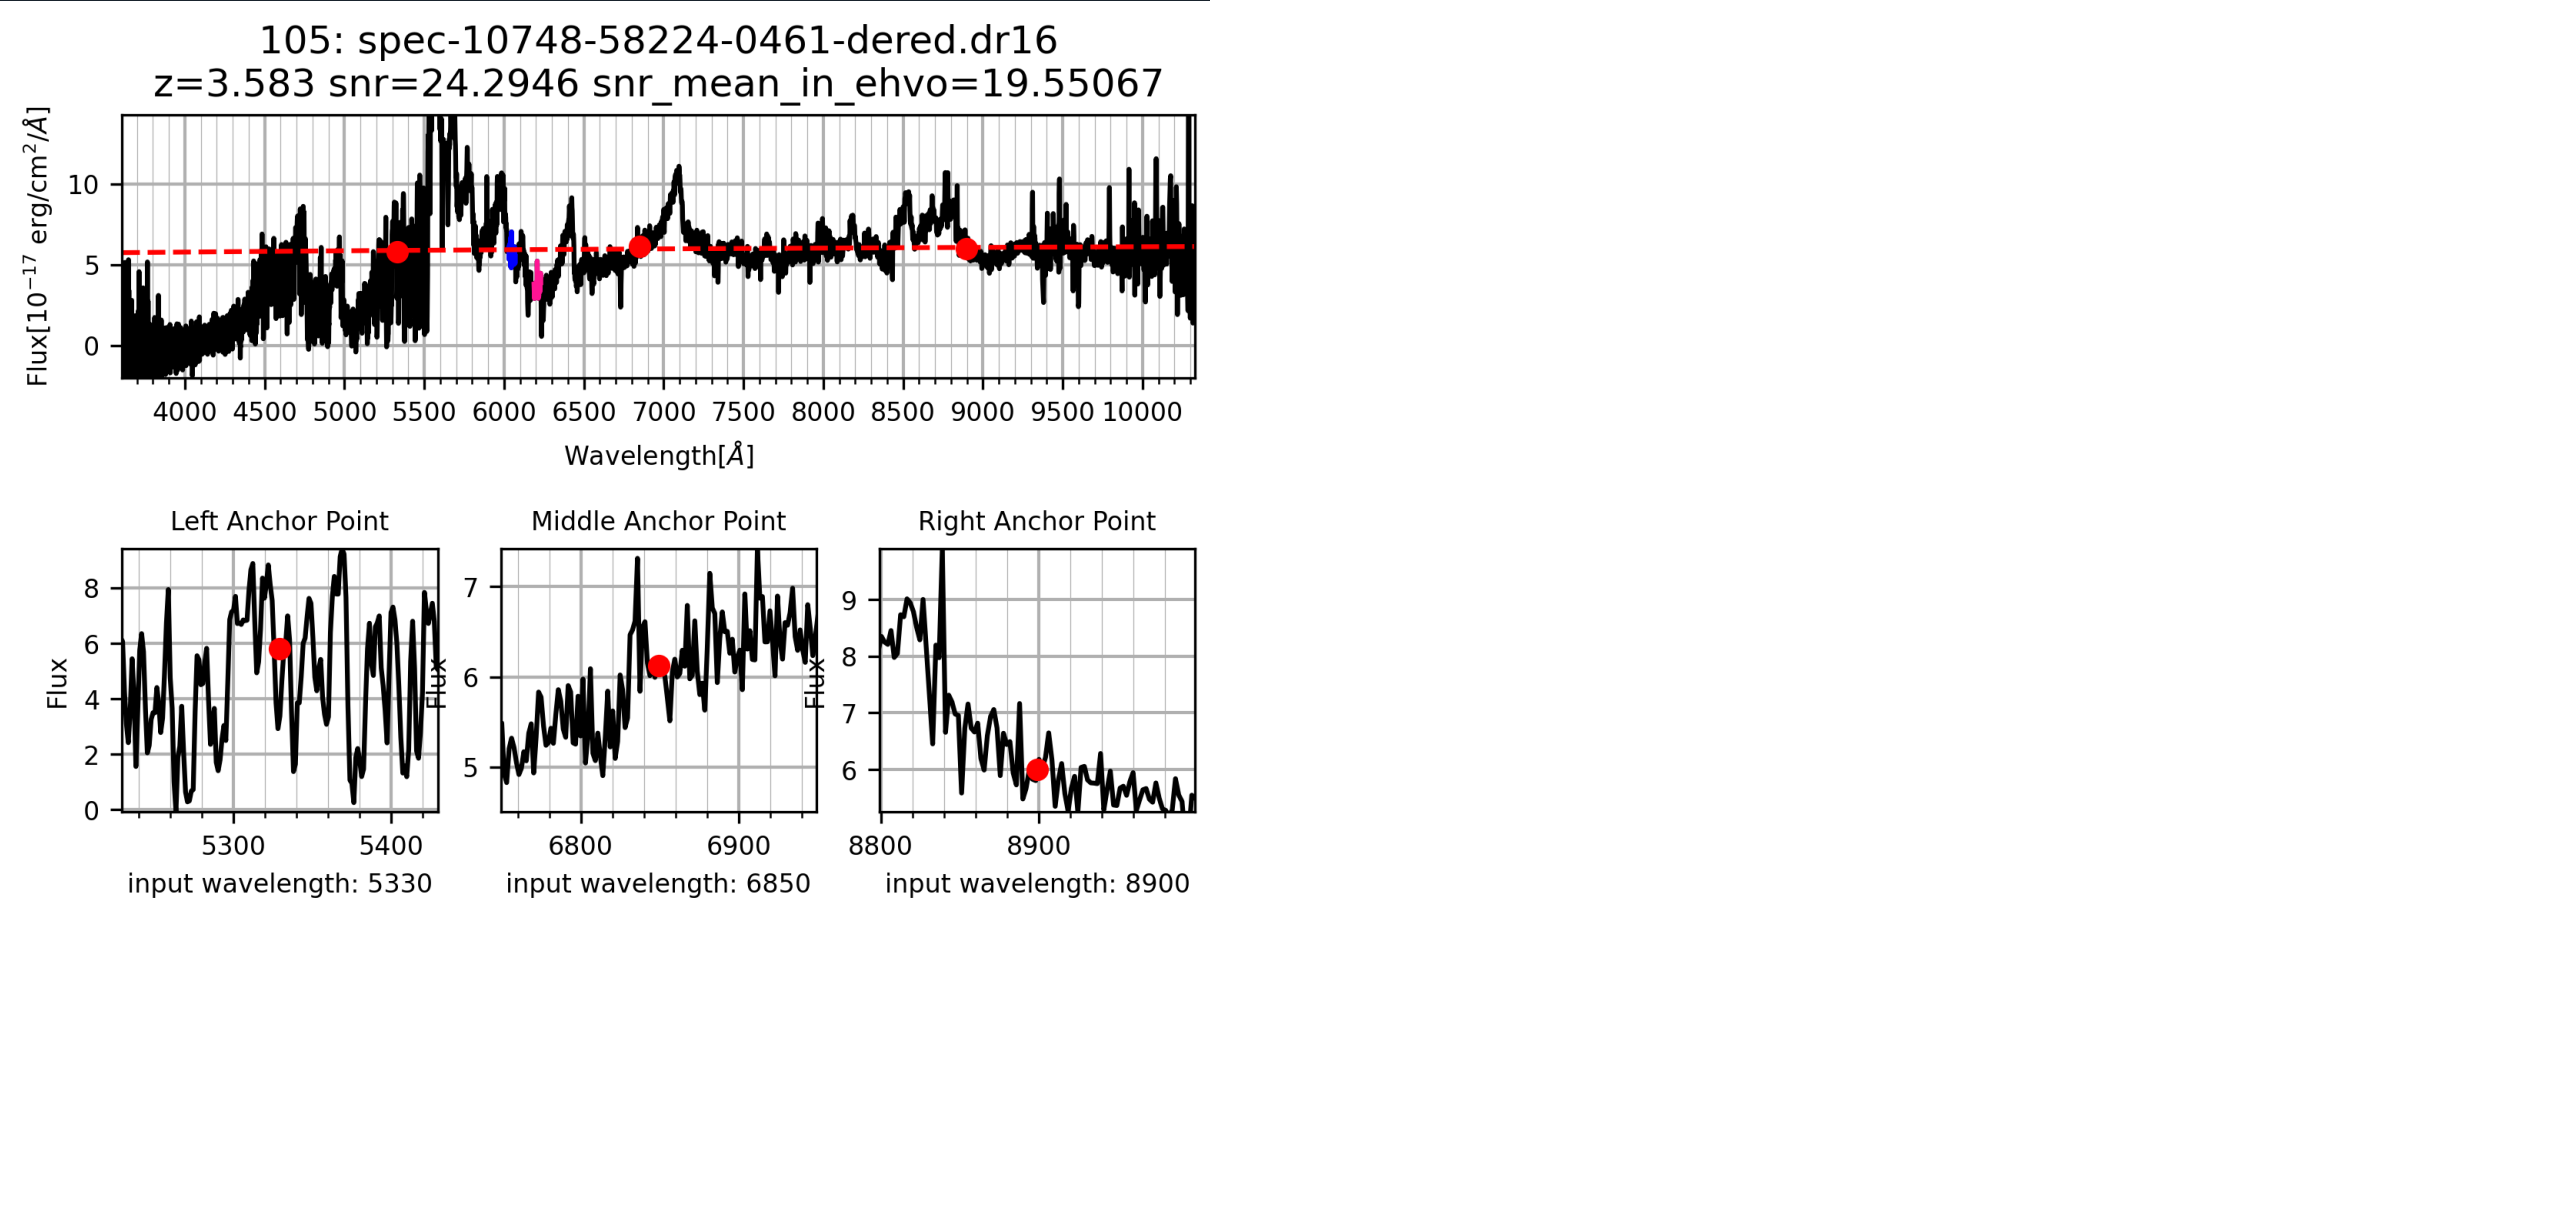 105: spec-10748-58224-0461-dered.dr16
z=3.583 snr=24.2946 snr_mean_in_ehvo=19.55067
Flux[10⁻¹⁷ erg/cm²/Å]
10
5
0
4000 4500 5000 5500 6000 6500 7000 7500 8000 8500 9000 9500 10000
Wavelength[Å]
Left Anchor Point
Flux
8
6
4
2
0
5300 5400
input wavelength: 5330
Middle Anchor Point
Flux
7
6
5
6800 6900
input wavelength: 6850
Right Anchor Point
Flux
9
8
7
6
8800 8900
input wavelength: 8900